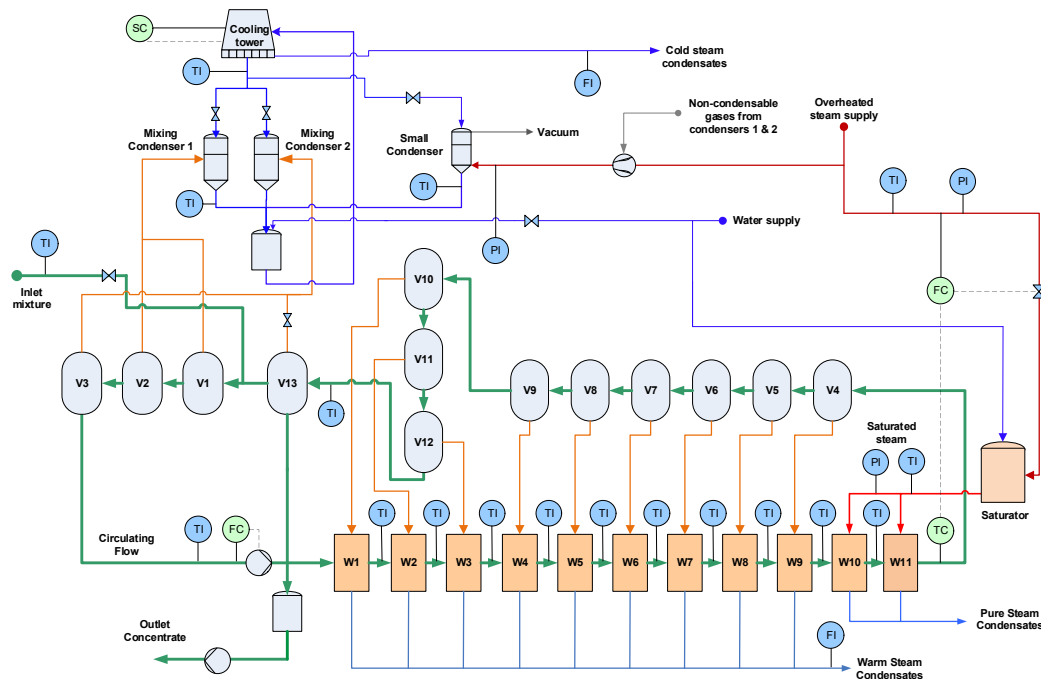 SC
Cooling
tower
Cold steam
condensates
TI
FI
Non-condensable
gases from
condensers 1 & 2
Overheated
steam supply
Mixing
Condenser 1
Mixing
Condenser 2
Small
Condenser
Vacuum
TI
TI
TI
PI
Water supply
PI
TI
Inlet
mixture
FC
V10
V11
V12
V3
V2
V1
V13
TI
V9
V8
V7
V6
V5
V4
Saturated
steam
PI
TI
Saturator
Circulating
Flow
TI
FC
TI
TI
TI
TI
TI
TI
TI
TI
TI
TI
TC
W1
W2
W3
W4
W5
W6
W7
W8
W9
W10
W11
Outlet
Concentrate
FI
Pure Steam
Condensates
Warm Steam
Condensates